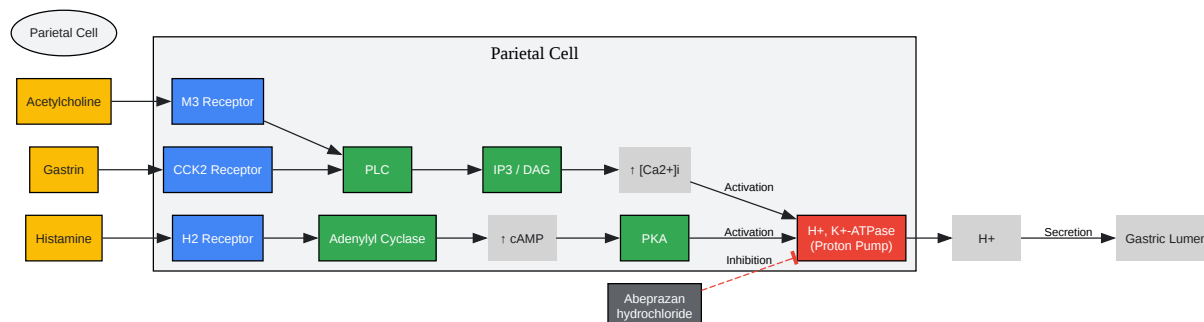 Parietal Cell
Parietal Cell
Acetylcholine
M3 Receptor
Gastrin
CCK2 Receptor
PLC
IP3 / DAG
↑ [Ca2+]i
Activation
Histamine
H2 Receptor
Adenylyl Cyclase
↑ cAMP
PKA
Activation
H+, K+-ATPase
(Proton Pump)
H+
Secretion
Gastric Lumen
Inhibition
Abeprazan
hydrochloride